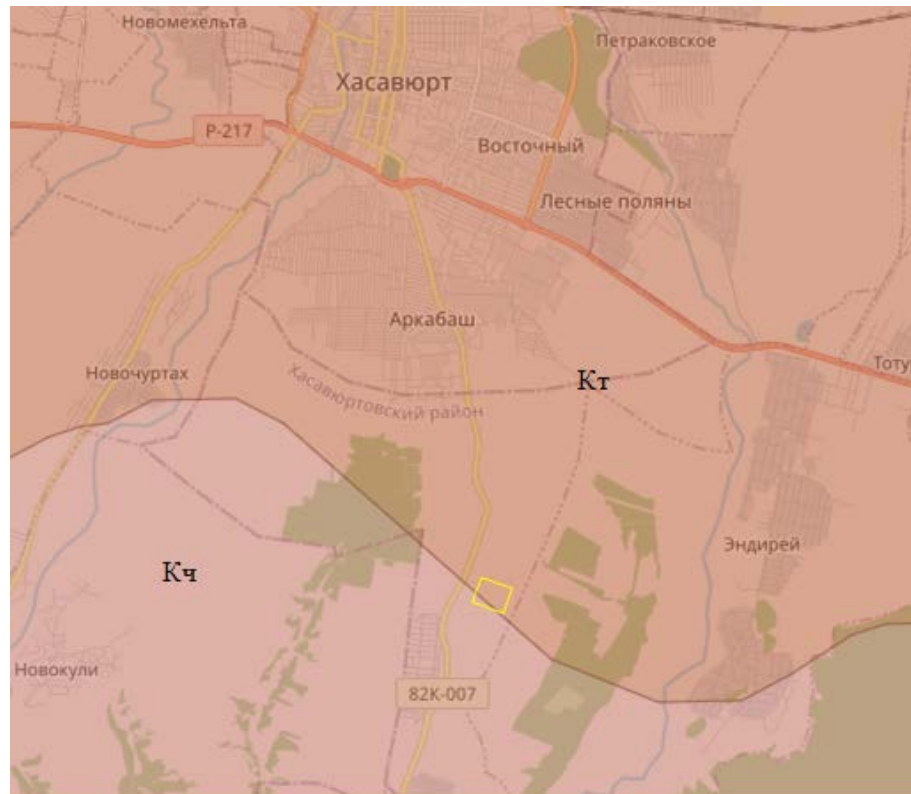 Новомехельта
Петраковское
Хасавюрт
Р-217
Восточный
Лесные поляны
Аркабаш
Тоту
Новочуртах
Хасавюртовский район
Кт
Эндирей
Кч
Новокули
82К-007